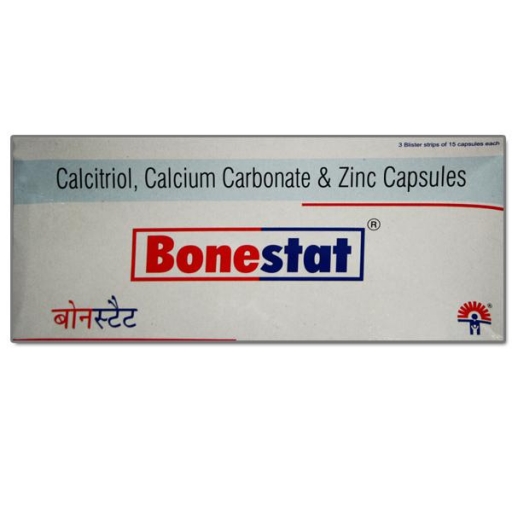 3 Blister strips of 15 capsules each
Calcitriol, Calcium Carbonate & Zinc Capsules
Bonestat®
बोनस्टैट
®